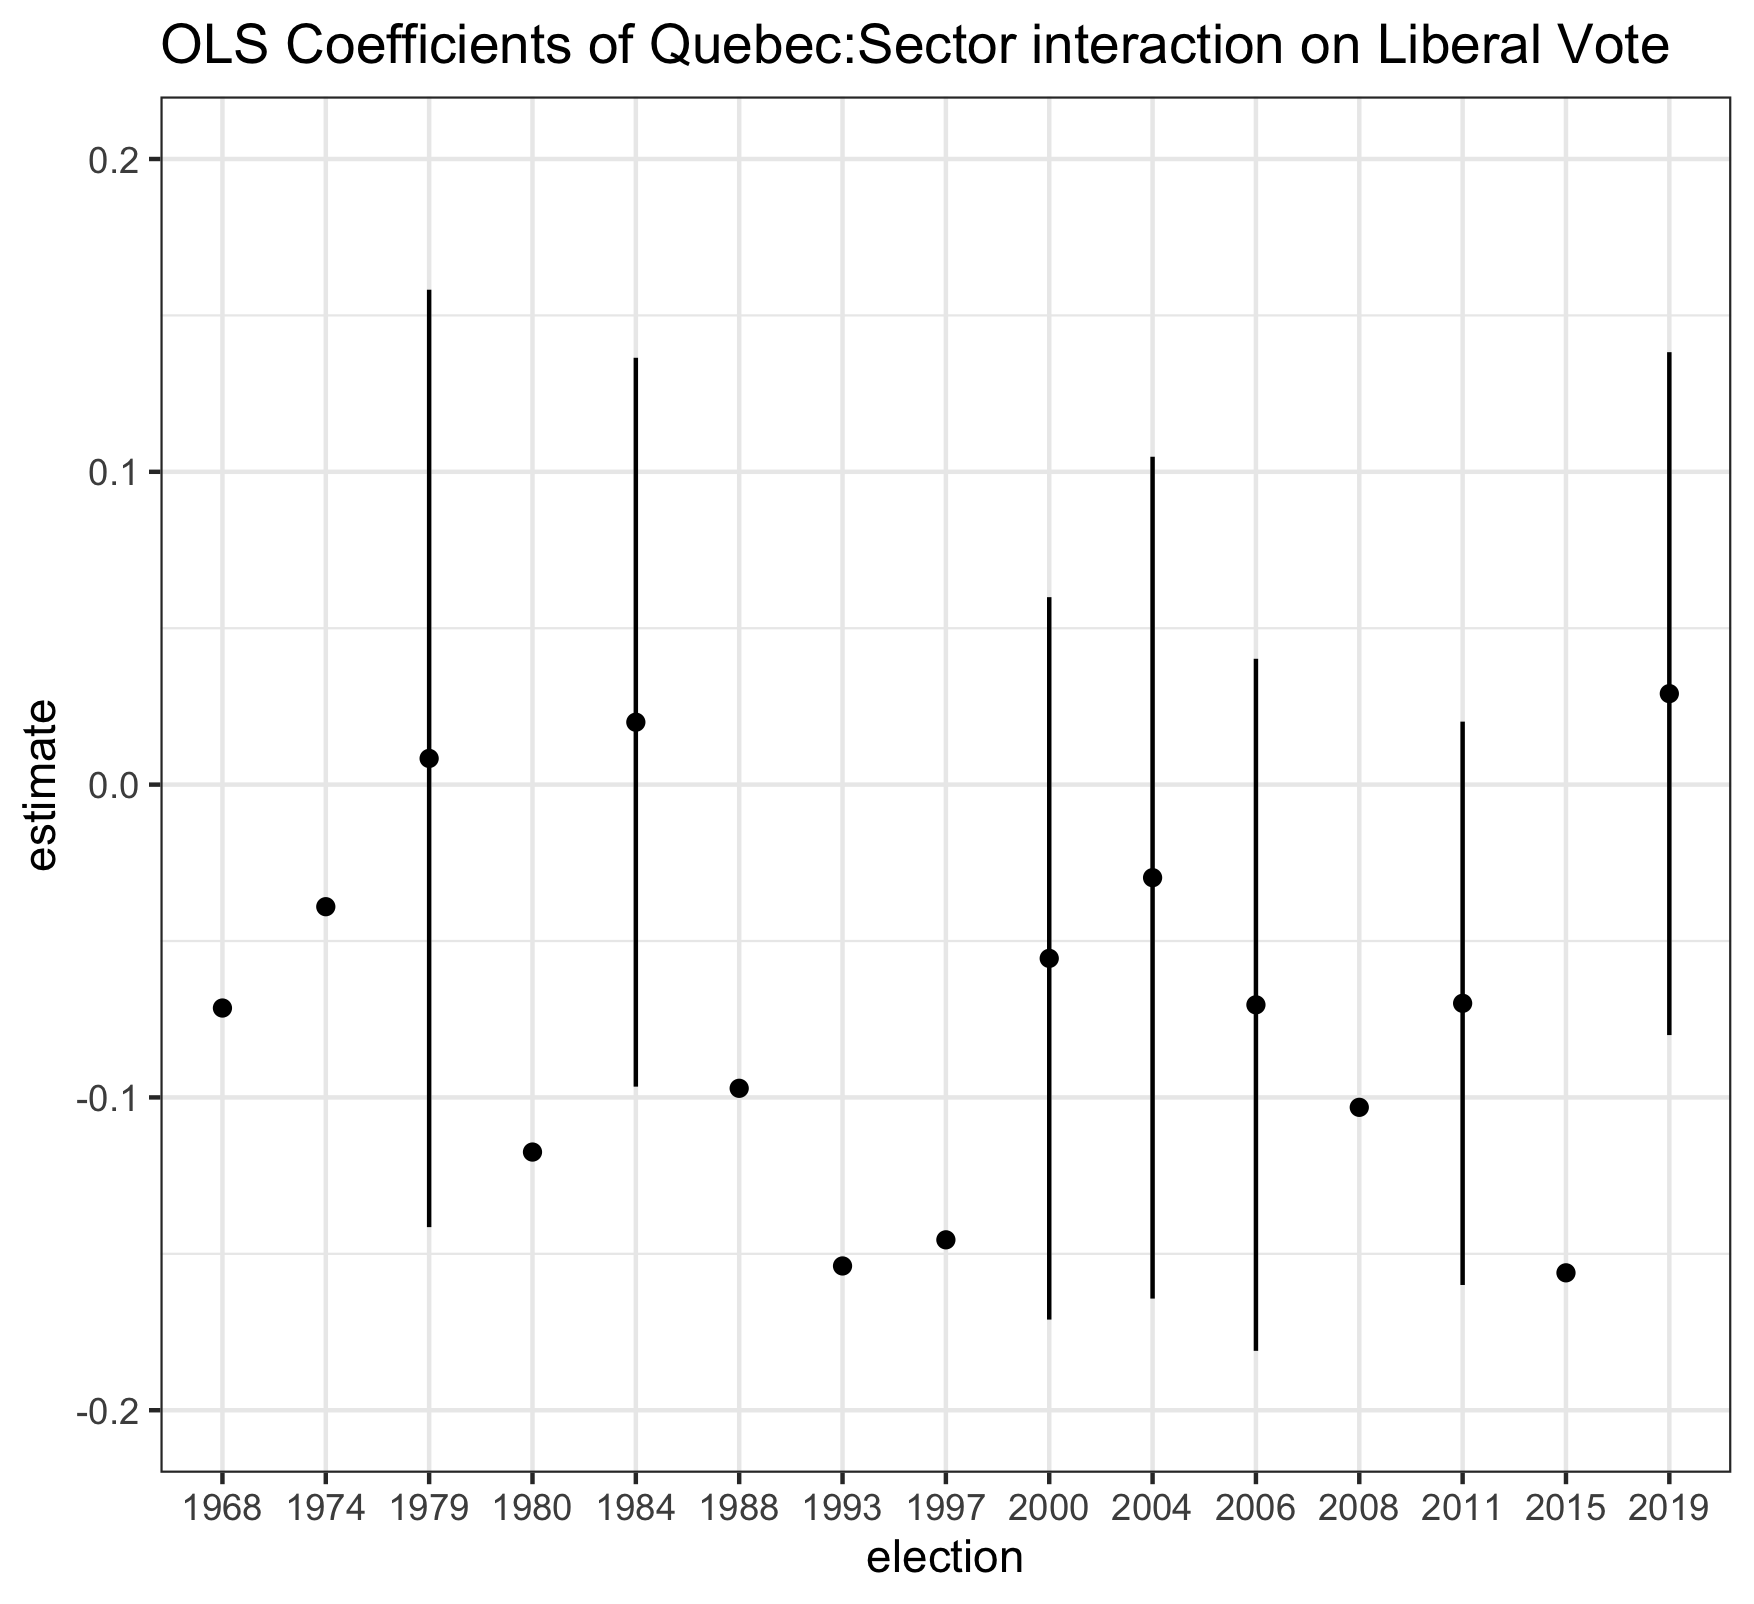 OLS Coefficients of Quebec:Sector interaction on Liberal Vote
0.2
0.1
0.0
-0.1
-0.2
estimate
1968 1974 1979 1980 1984 1988 1993 1997 2000 2004 2006 2008 2011 2015 2019
election